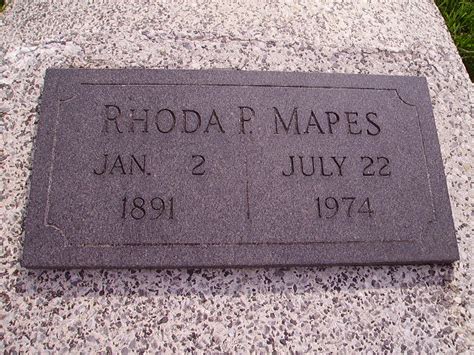 RHODA P. MAPES
JAN. 2 JULY 22
1891 1974